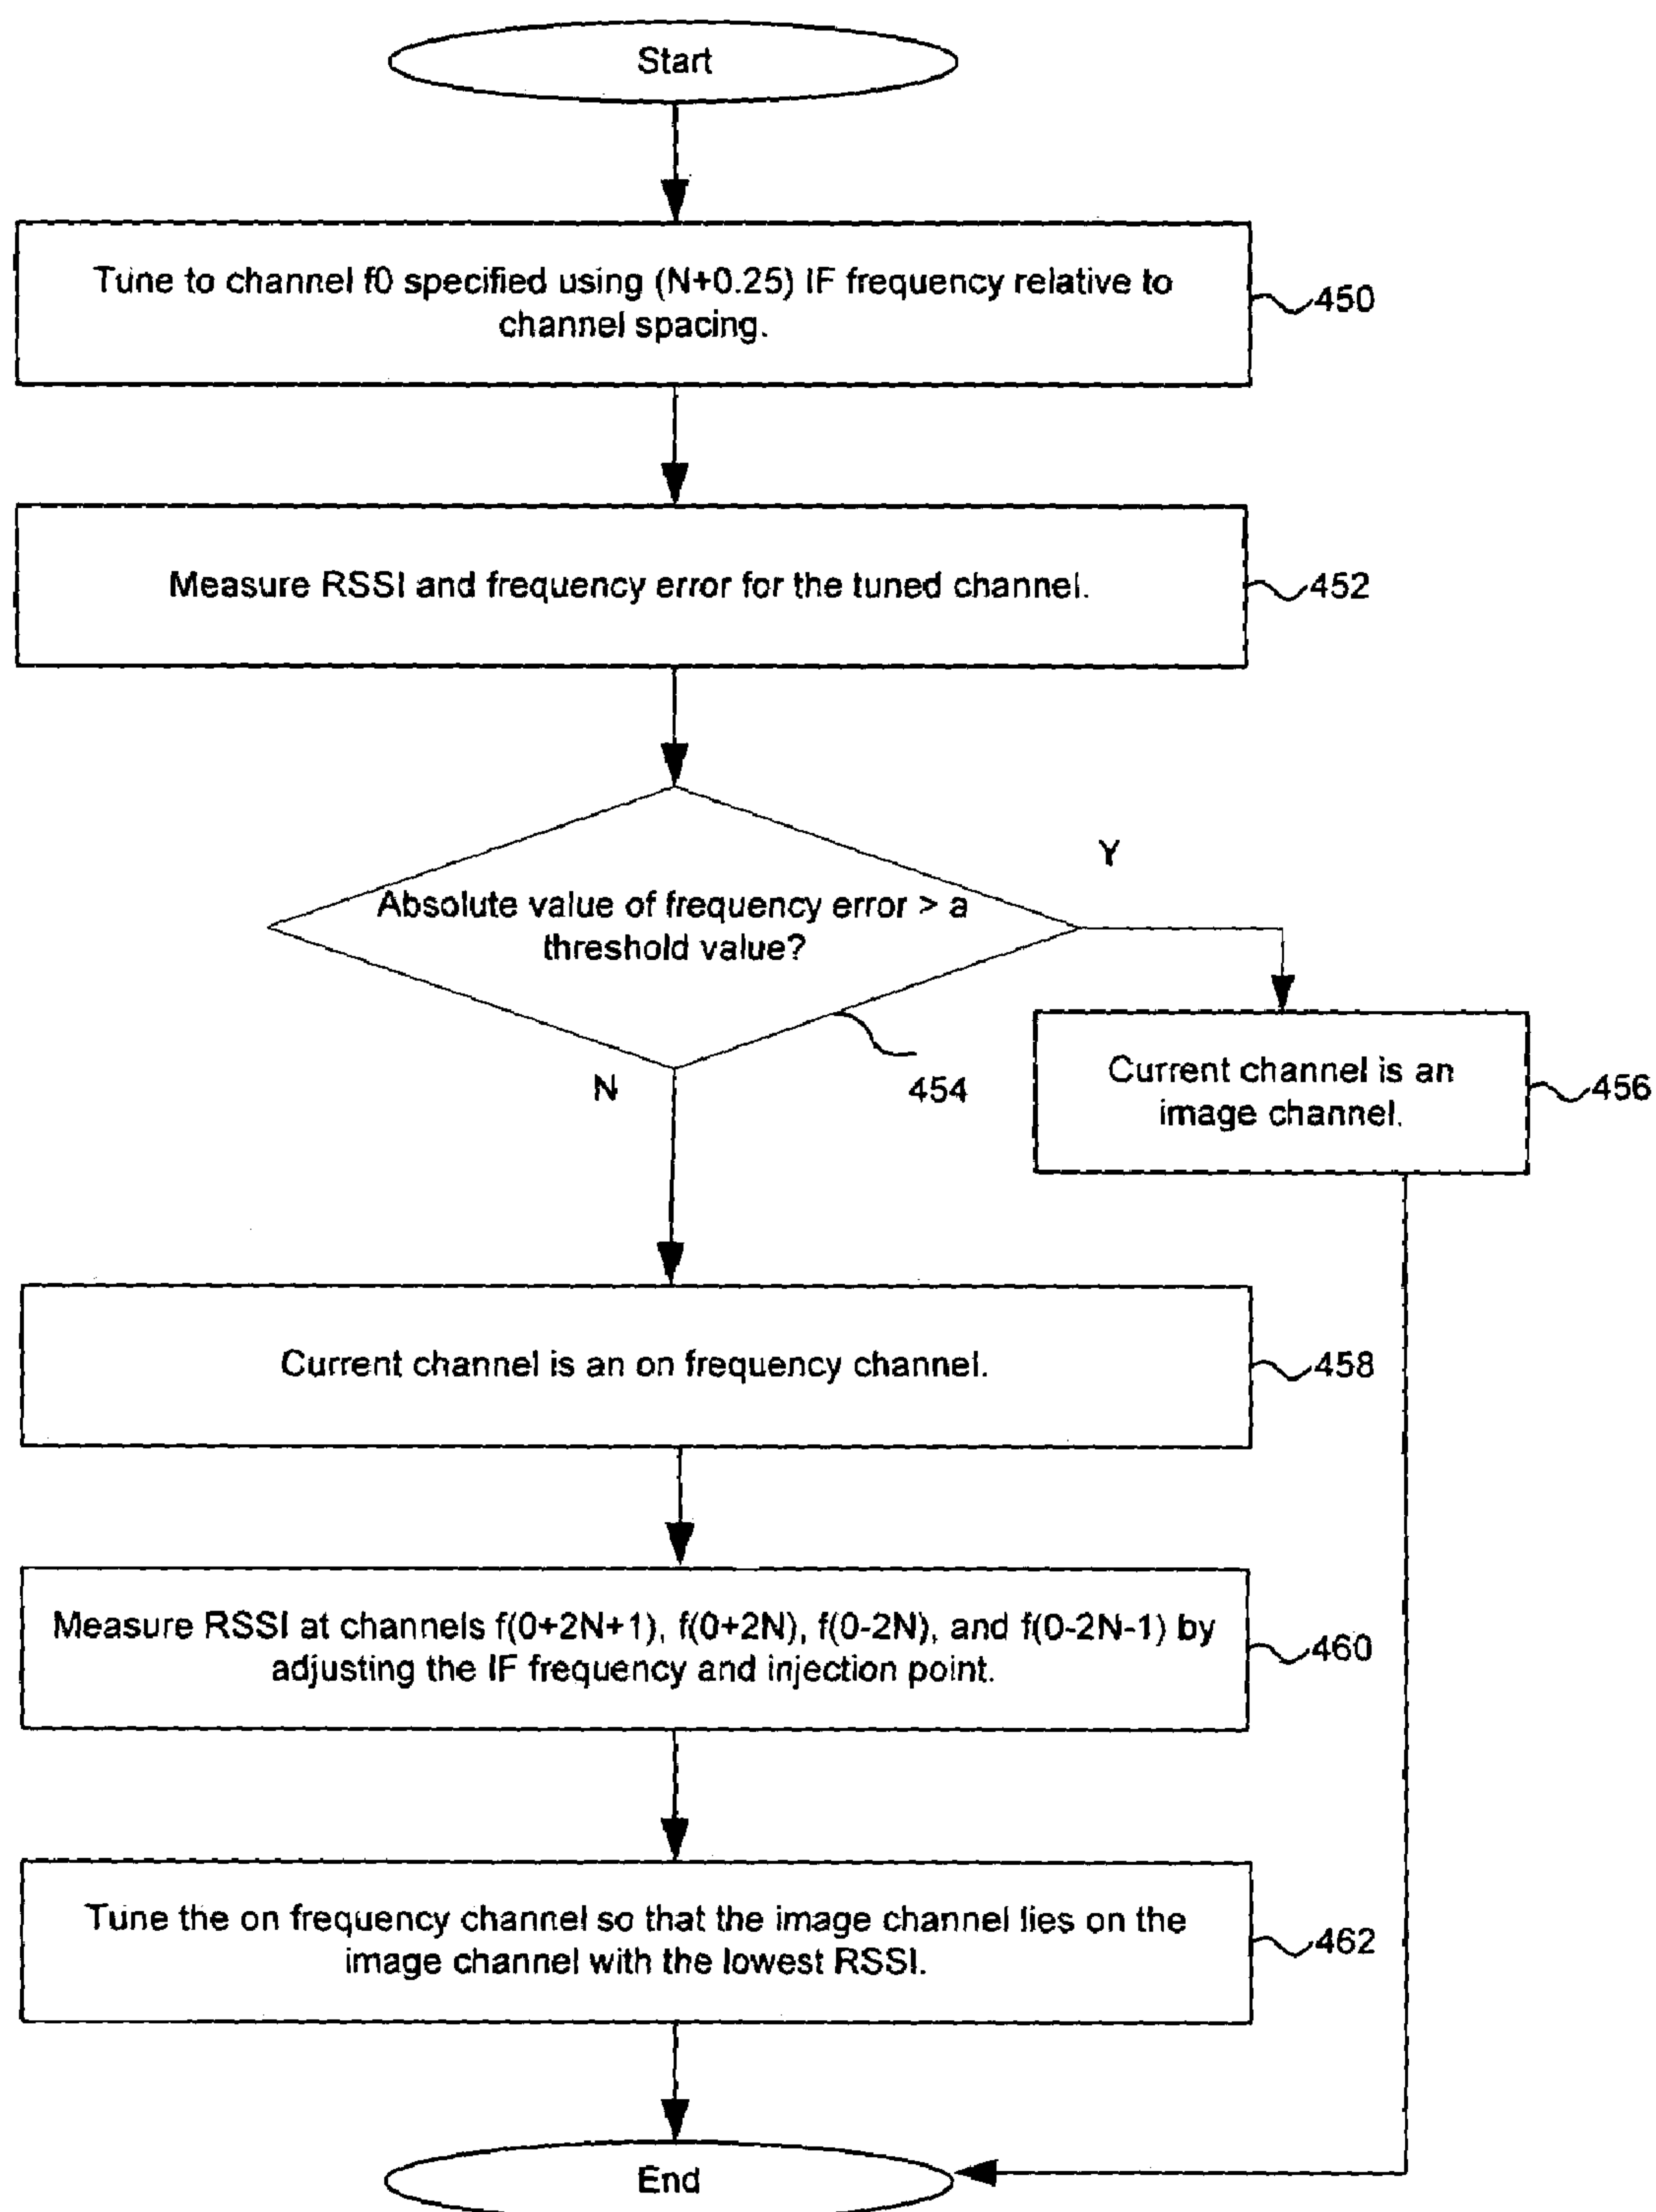 Start
Tune to channel f0 specified using (N+0.25) IF frequency relative to
channel spacing.
450
Measure RSSI and frequency error for the tuned channel.
452
Y
Absolute value of frequency error > a
threshold value?
454
N
Current channel is an
image channel.
456
Current channel is an on frequency channel.
458
Measure RSSI at channels f(0+2N+1), f(0+2N), f(0-2N), and f(0-2N-1) by
adjusting the IF frequency and injection point.
460
Tune the on frequency channel so that the image channel lies on the
image channel with the lowest RSSI.
462
End